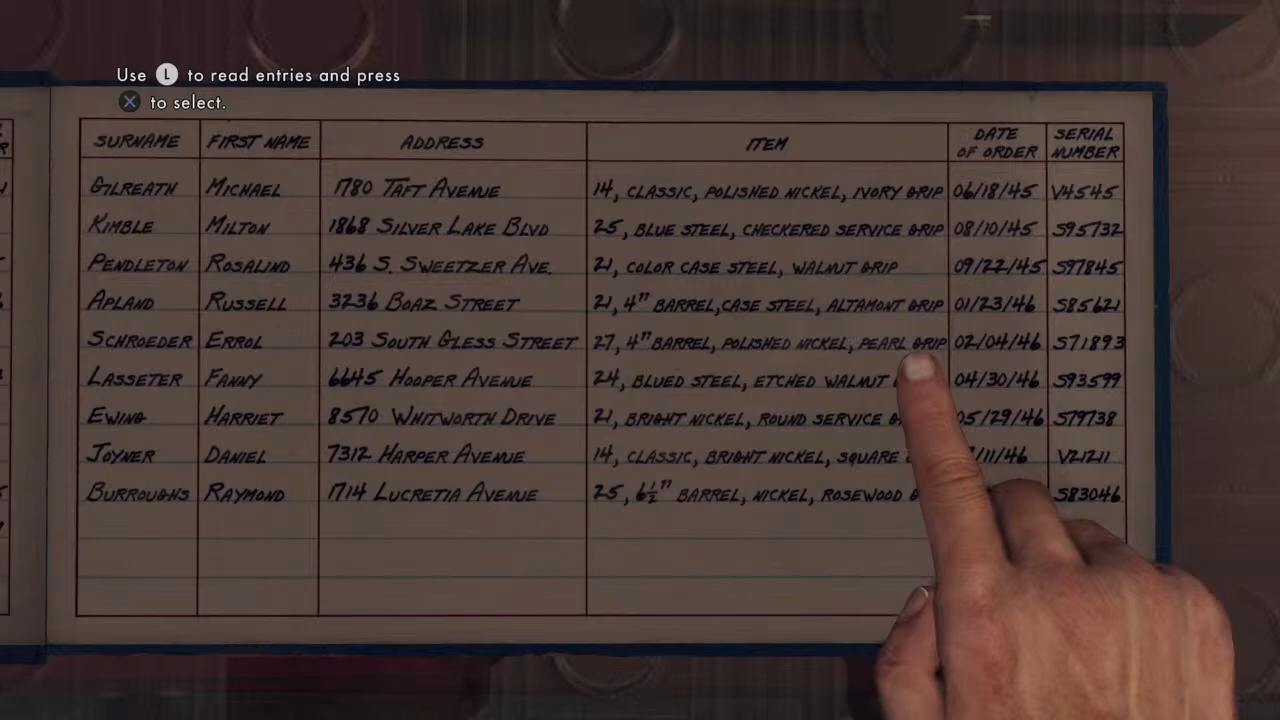 Use L to read entries and press
X to select.
SURNAME FIRST NAME ADDRESS ITEM DATE OF ORDER SERIAL NUMBER
GILREATH MICHAEL 1780 TAFT AVENUE 14, CLASSIC, POLISHED NICKEL, IVORY GRIP 06/18/45 V4545
KIMBLE MILTON 1868 SILVER LAKE BLVD 25, BLUE STEEL, CHECKERED SERVICE GRIP 08/10/45 S95732
PENDLETON ROSALIND 436 S. SWEETZER AVE. 21, COLOR CASE STEEL, WALNUT GRIP 09/22/45 S97845
APLAND RUSSELL 3236 BOAZ STREET 21, 4" BARREL, CASE STEEL, ALTAMONT GRIP 01/23/46 S85621
SCHROEDER ERROL 203 SOUTH GLESS STREET 27, 4" BARREL, POLISHED NICKEL, PEARL GRIP 02/04/46 S71893
LASSETER FANNY 6645 HOOPER AVENUE 24, BLUED STEEL, ETCHED WALNUT 04/30/46 S93599
EWING HARRIET 8570 WHITWORTH DRIVE 21, BRIGHT NICKEL, ROUND SERVICE 05/29/46 S79738
JOYNER DANIEL 7312 HARPER AVENUE 14, CLASSIC, BRIGHT NICKEL, SQUARE /11/46 V21211
BURROUGHS RAYMOND 1714 LUCRETIA AVENUE 25, 6½" BARREL, NICKEL, ROSEWOOD S83046